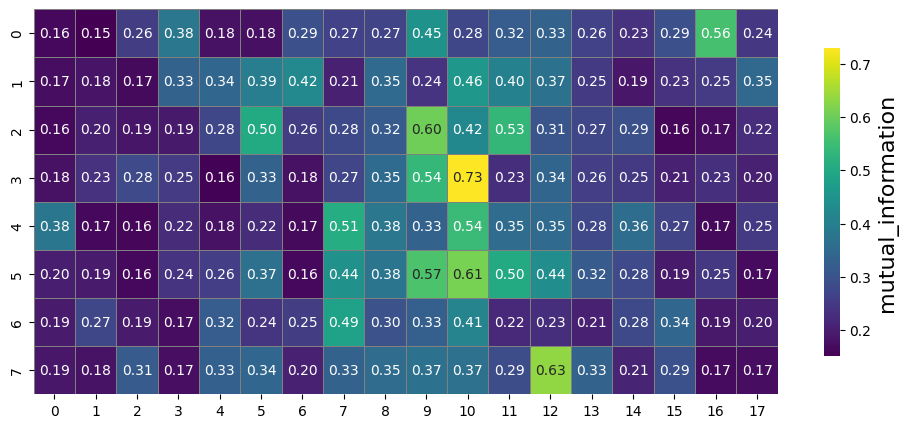 0 0.16 0.15 0.26 0.38 0.18 0.18 0.29 0.27 0.27 0.45 0.28 0.32 0.33 0.26 0.23 0.29 0.56 0.24
1 0.17 0.18 0.17 0.33 0.34 0.39 0.42 0.21 0.35 0.24 0.46 0.40 0.37 0.25 0.19 0.23 0.25 0.35
2 0.16 0.20 0.19 0.19 0.28 0.50 0.26 0.28 0.32 0.60 0.42 0.53 0.31 0.27 0.29 0.16 0.17 0.22
3 0.18 0.23 0.28 0.25 0.16 0.33 0.18 0.27 0.35 0.54 0.73 0.23 0.34 0.26 0.25 0.21 0.23 0.20
4 0.38 0.17 0.16 0.22 0.18 0.22 0.17 0.51 0.38 0.33 0.54 0.35 0.35 0.28 0.36 0.27 0.17 0.25
5 0.20 0.19 0.16 0.24 0.26 0.37 0.16 0.44 0.38 0.57 0.61 0.50 0.44 0.32 0.28 0.19 0.25 0.17
6 0.19 0.27 0.19 0.17 0.32 0.24 0.25 0.49 0.30 0.33 0.41 0.22 0.23 0.21 0.28 0.34 0.19 0.20
7 0.19 0.18 0.31 0.17 0.33 0.34 0.20 0.33 0.35 0.37 0.37 0.29 0.63 0.33 0.21 0.29 0.17 0.17
0 1 2 3 4 5 6 7 8 9 10 11 12 13 14 15 16 17
0.7
0.6
0.5
0.4
0.3
0.2
mutual_information